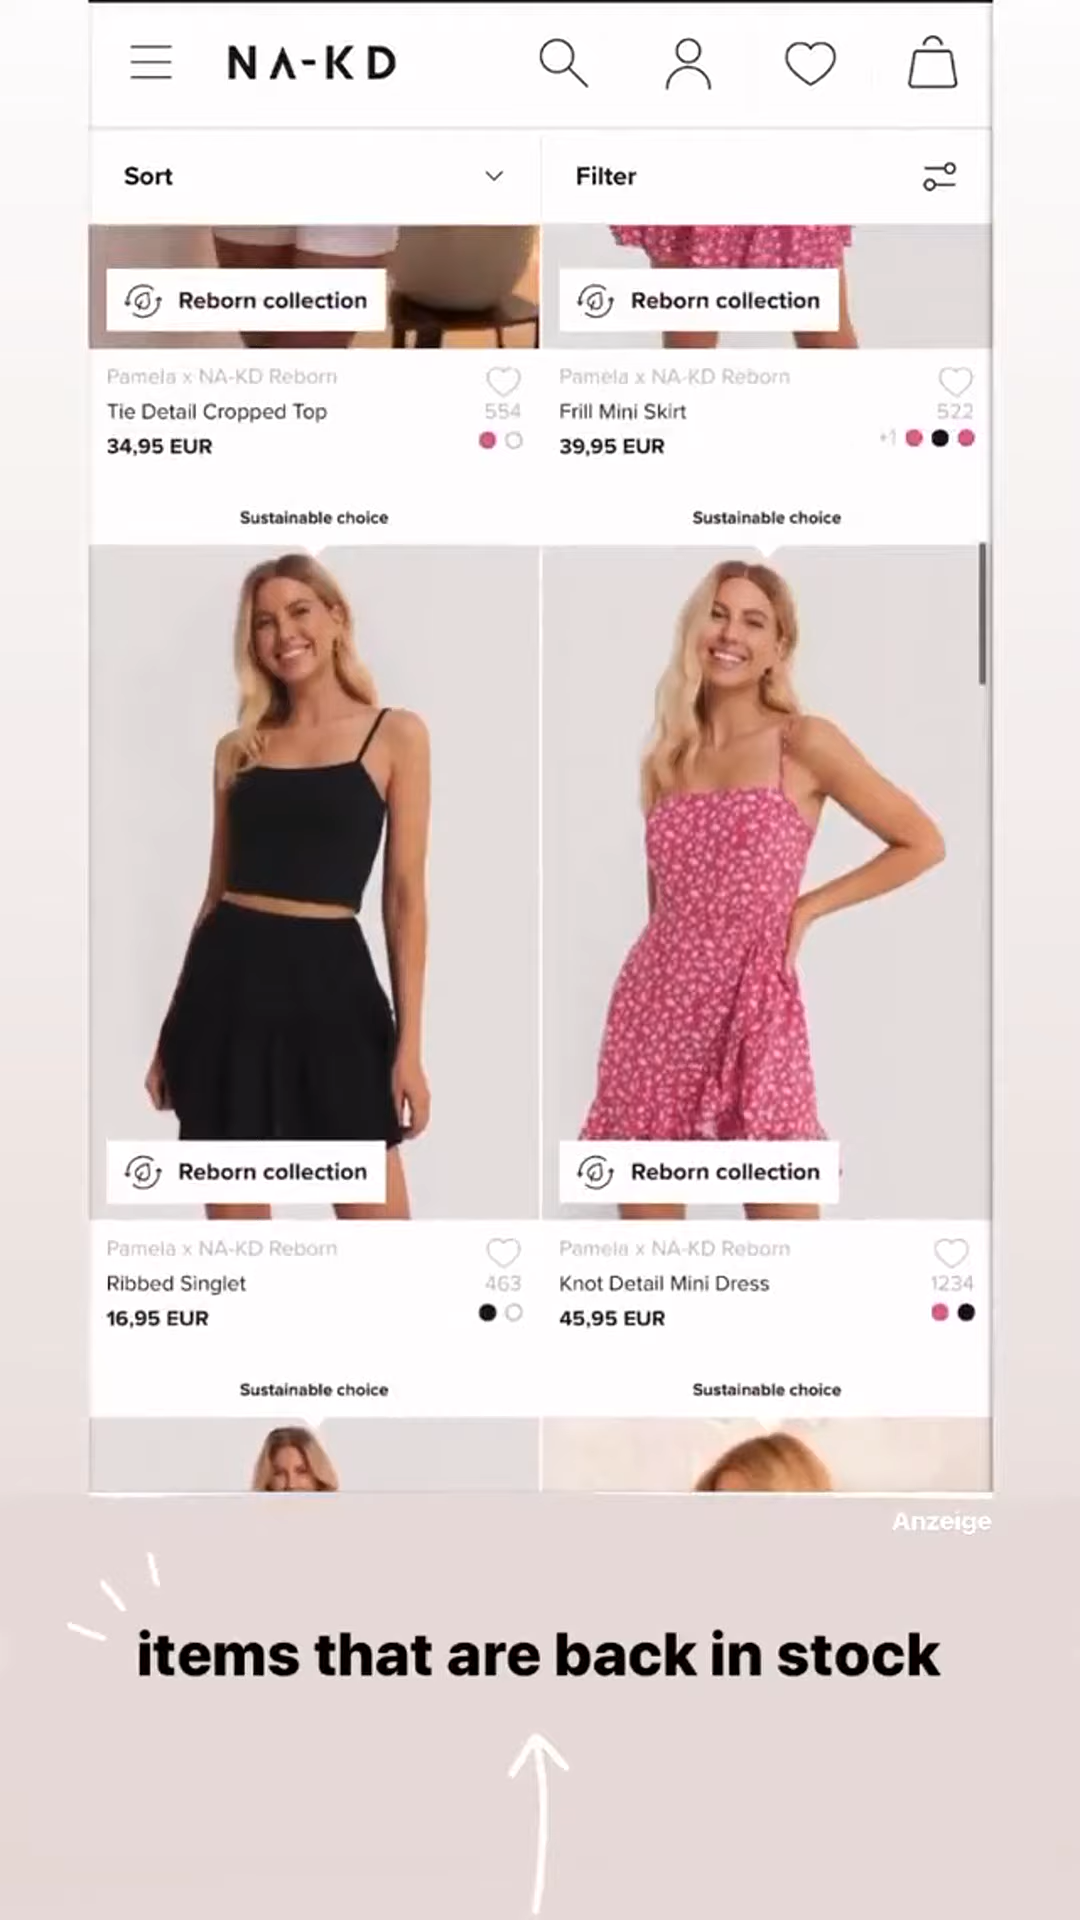 NA-KD
Sort
Filter
Reborn collection
Reborn collection
Pamela x NA-KD Reborn
Tie Detail Cropped Top
554
34,95 EUR
Pamela x NA-KD Reborn
Frill Mini Skirt
522
39,95 EUR
+1
Sustainable choice
Sustainable choice
Reborn collection
Reborn collection
Pamela x NA-KD Reborn
Ribbed Singlet
463
16,95 EUR
Pamela x NA-KD Reborn
Knot Detail Mini Dress
1234
45,95 EUR
Sustainable choice
Sustainable choice
Anzeige
items that are back in stock